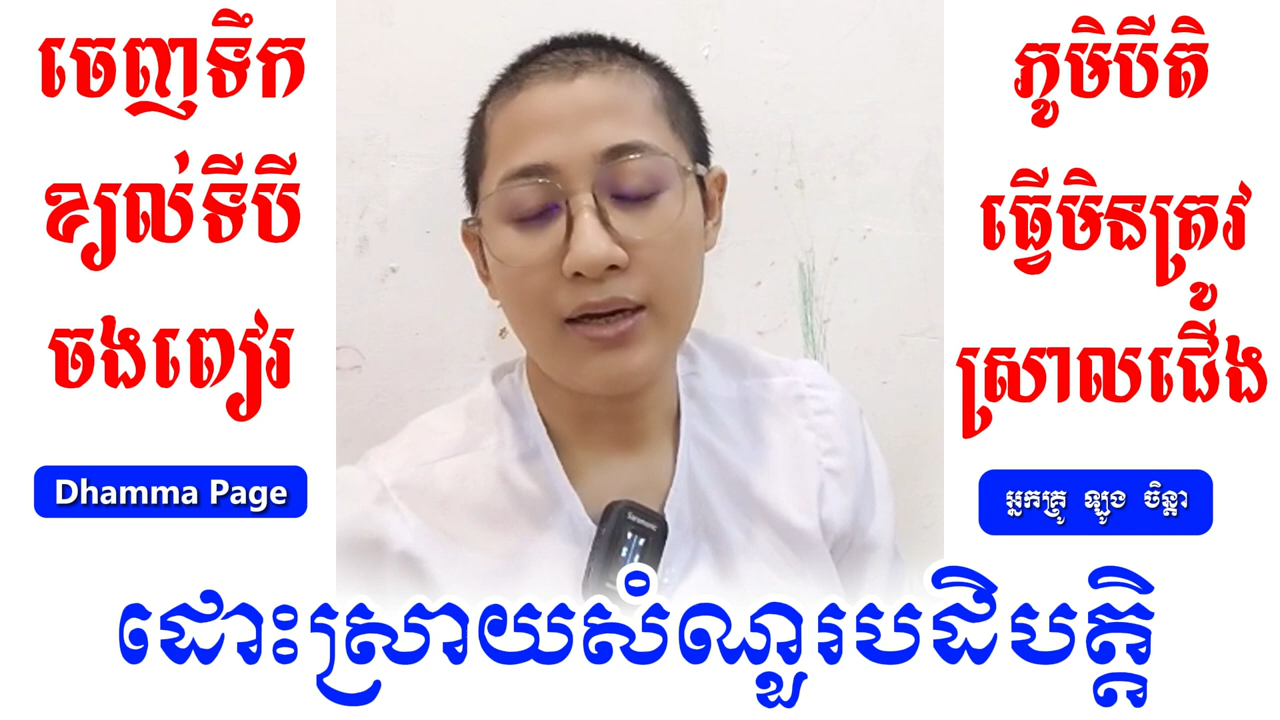 ចេញទឹក
ខ្យល់ទីបី
ចងពៀរ
Dhamma Page
ភូមិបីតិ
ធ្វើមិនត្រូវ
ស្រាលជើង
អ្នកគ្រូ ឡុង ចិន្តា
Saramonic
ដោះស្រាយសំណួរបដិបត្តិ